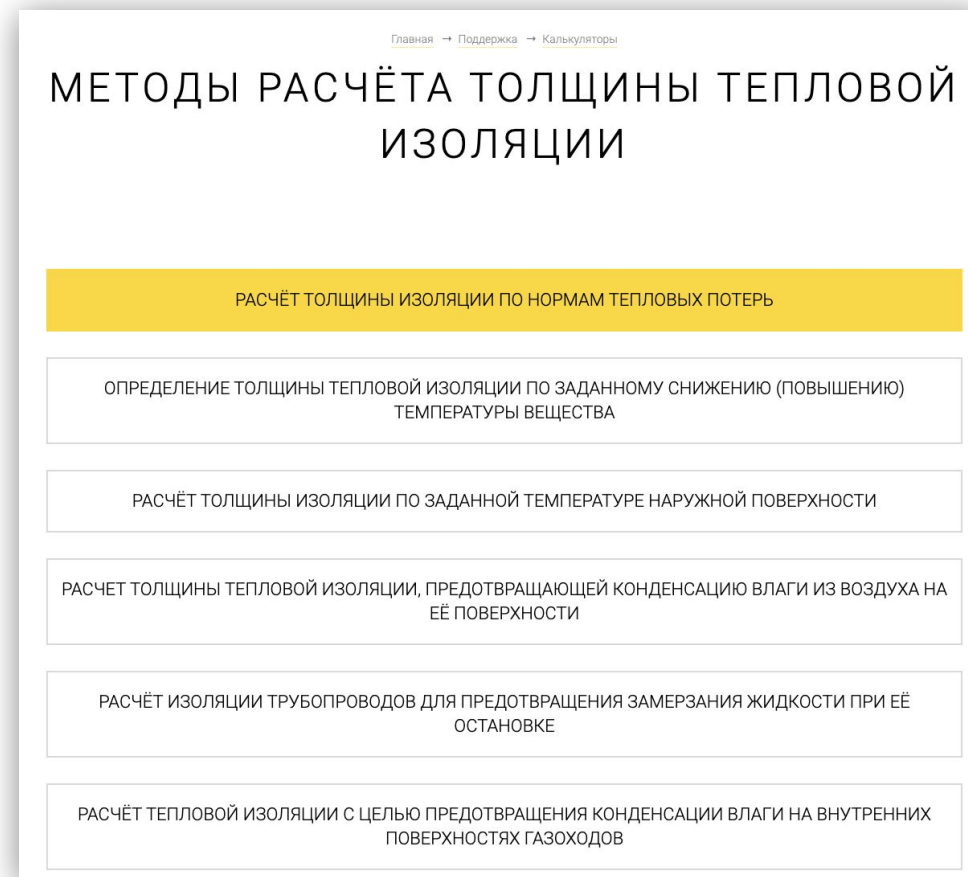 Главная → Поддержка → Калькуляторы
МЕТОДЫ РАСЧЁТА ТОЛЩИНЫ ТЕПЛОВОЙ
ИЗОЛЯЦИИ
РАСЧЁТ ТОЛЩИНЫ ИЗОЛЯЦИИ ПО НОРМАМ ТЕПЛОВЫХ ПОТЕРЬ
ОПРЕДЕЛЕНИЕ ТОЛЩИНЫ ТЕПЛОВОЙ ИЗОЛЯЦИИ ПО ЗАДАННОМУ СНИЖЕНИЮ (ПОВЫШЕНИЮ)
ТЕМПЕРАТУРЫ ВЕЩЕСТВА
РАСЧЁТ ТОЛЩИНЫ ИЗОЛЯЦИИ ПО ЗАДАННОЙ ТЕМПЕРАТУРЕ НАРУЖНОЙ ПОВЕРХНОСТИ
РАСЧЕТ ТОЛЩИНЫ ТЕПЛОВОЙ ИЗОЛЯЦИИ, ПРЕДОТВРАЩАЮЩЕЙ КОНДЕНСАЦИЮ ВЛАГИ ИЗ ВОЗДУХА НА
ЕЁ ПОВЕРХНОСТИ
РАСЧЁТ ИЗОЛЯЦИИ ТРУБОПРОВОДОВ ДЛЯ ПРЕДОТВРАЩЕНИЯ ЗАМЕРЗАНИЯ ЖИДКОСТИ ПРИ ЕЁ
ОСТАНОВКЕ
РАСЧЁТ ТЕПЛОВОЙ ИЗОЛЯЦИИ С ЦЕЛЬЮ ПРЕДОТВРАЩЕНИЯ КОНДЕНСАЦИИ ВЛАГИ НА ВНУТРЕННИХ
ПОВЕРХНОСТЯХ ГАЗОХОДОВ